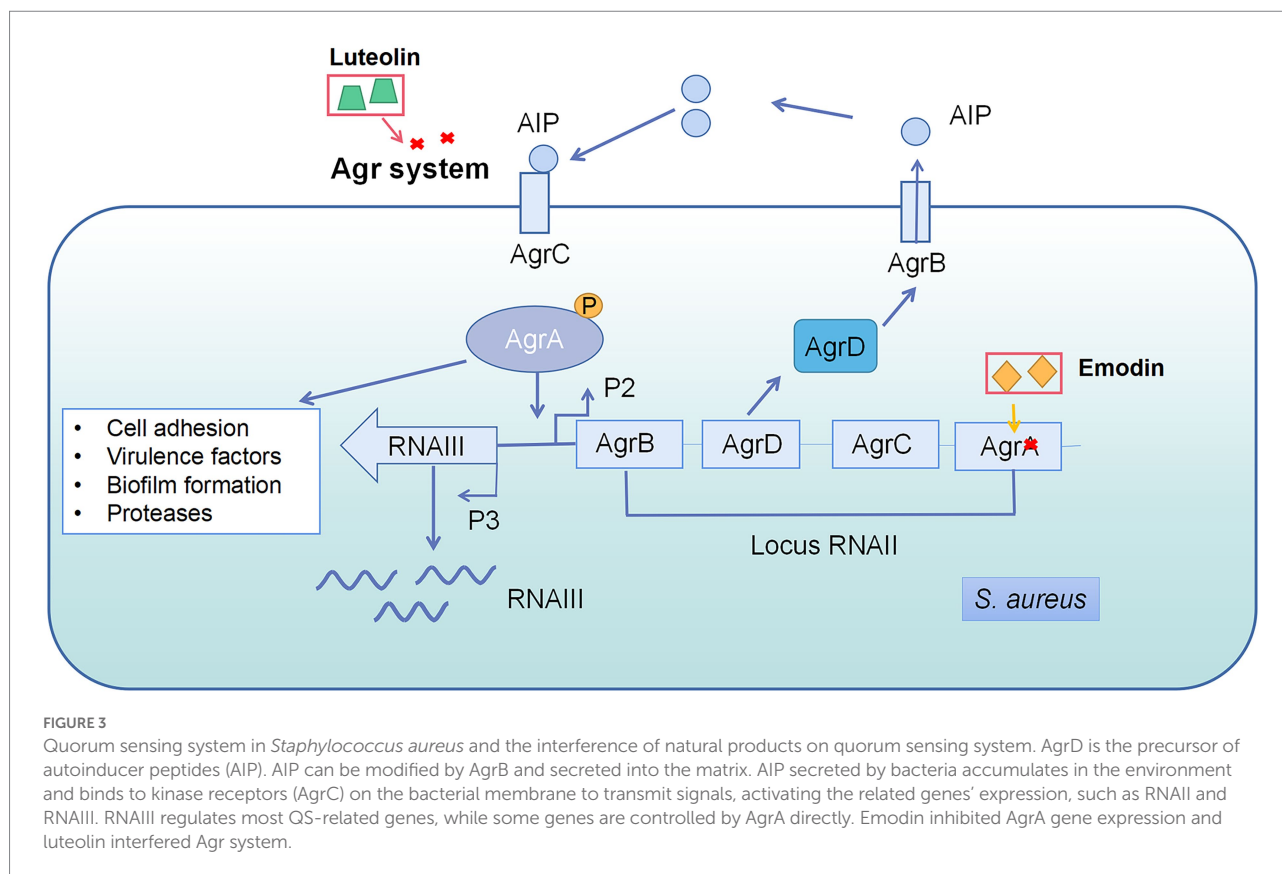 Luteolin
Agr system
AIP
AIP
AgrC
AgrB
P
AgrA
AgrD
Emodin
P2
• Cell adhesion
• Virulence factors
• Biofilm formation
• Proteases
RNAIII
AgrB
AgrD
AgrC
AgrA
P3
Locus RNAII
RNAIII
S. aureus
FIGURE 3
Quorum sensing system in Staphylococcus aureus and the interference of natural products on quorum sensing system. AgrD is the precursor of
autoinducer peptides (AIP). AIP can be modified by AgrB and secreted into the matrix. AIP secreted by bacteria accumulates in the environment
and binds to kinase receptors (AgrC) on the bacterial membrane to transmit signals, activating the related genes’ expression, such as RNAII and
RNAIII. RNAIII regulates most QS-related genes, while some genes are controlled by AgrA directly. Emodin inhibited AgrA gene expression and
luteolin interfered Agr system.